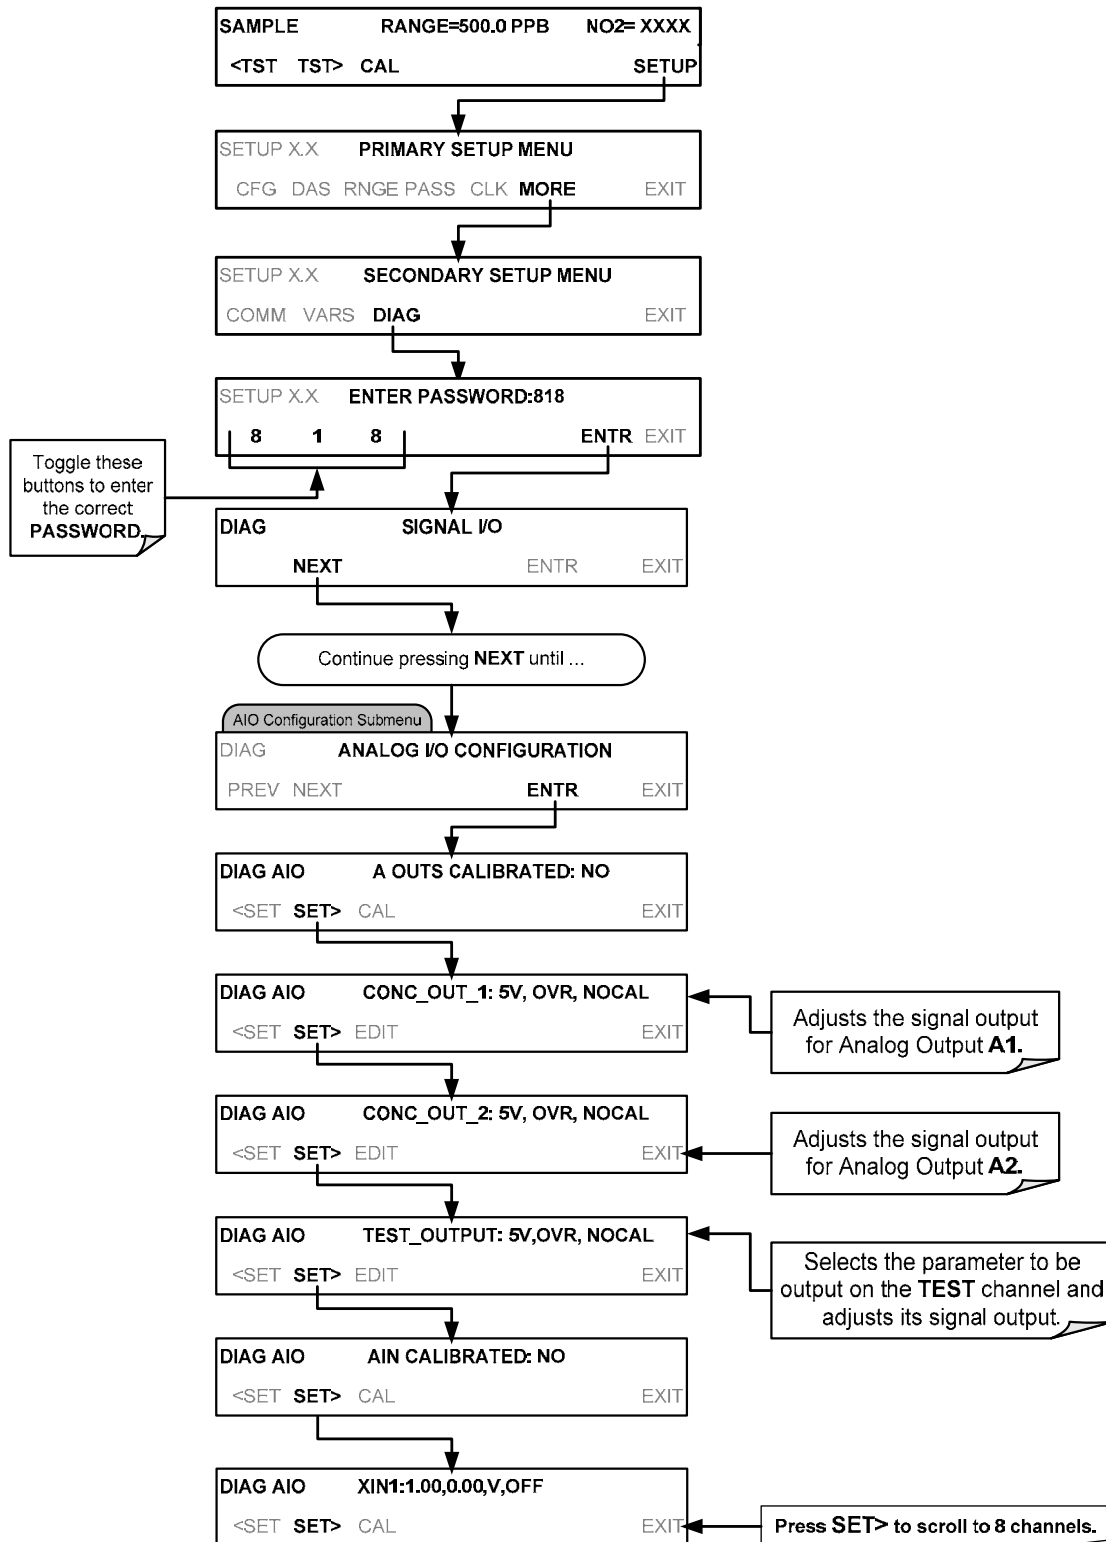 SAMPLE RANGE=500.0 PPB NO2= XXXX
<TST TST> CAL SETUP
SETUP X.X PRIMARY SETUP MENU
CFG DAS RNGE PASS CLK MORE EXIT
SETUP X.X SECONDARY SETUP MENU
COMM VARS DIAG EXIT
SETUP X.X ENTER PASSWORD:818
8 1 8 ENTR EXIT
Toggle these
buttons to enter
the correct
PASSWORD.
DIAG SIGNAL I/O
NEXT ENTR EXIT
Continue pressing NEXT until ...
AIO Configuration Submenu
DIAG ANALOG I/O CONFIGURATION
PREV NEXT ENTR EXIT
DIAG AIO A OUTS CALIBRATED: NO
<SET SET> CAL EXIT
DIAG AIO CONC_OUT_1: 5V, OVR, NOCAL
<SET SET> EDIT EXIT
Adjusts the signal output
for Analog Output A1.
DIAG AIO CONC_OUT_2: 5V, OVR, NOCAL
<SET SET> EDIT EXIT
Adjusts the signal output
for Analog Output A2.
DIAG AIO TEST_OUTPUT: 5V,OVR, NOCAL
<SET SET> EDIT EXIT
Selects the parameter to be
output on the TEST channel and
adjusts its signal output.
DIAG AIO AIN CALIBRATED: NO
<SET SET> CAL EXIT
DIAG AIO XIN1:1.00,0.00,V,OFF
<SET SET> CAL EXIT
Press SET> to scroll to 8 channels.